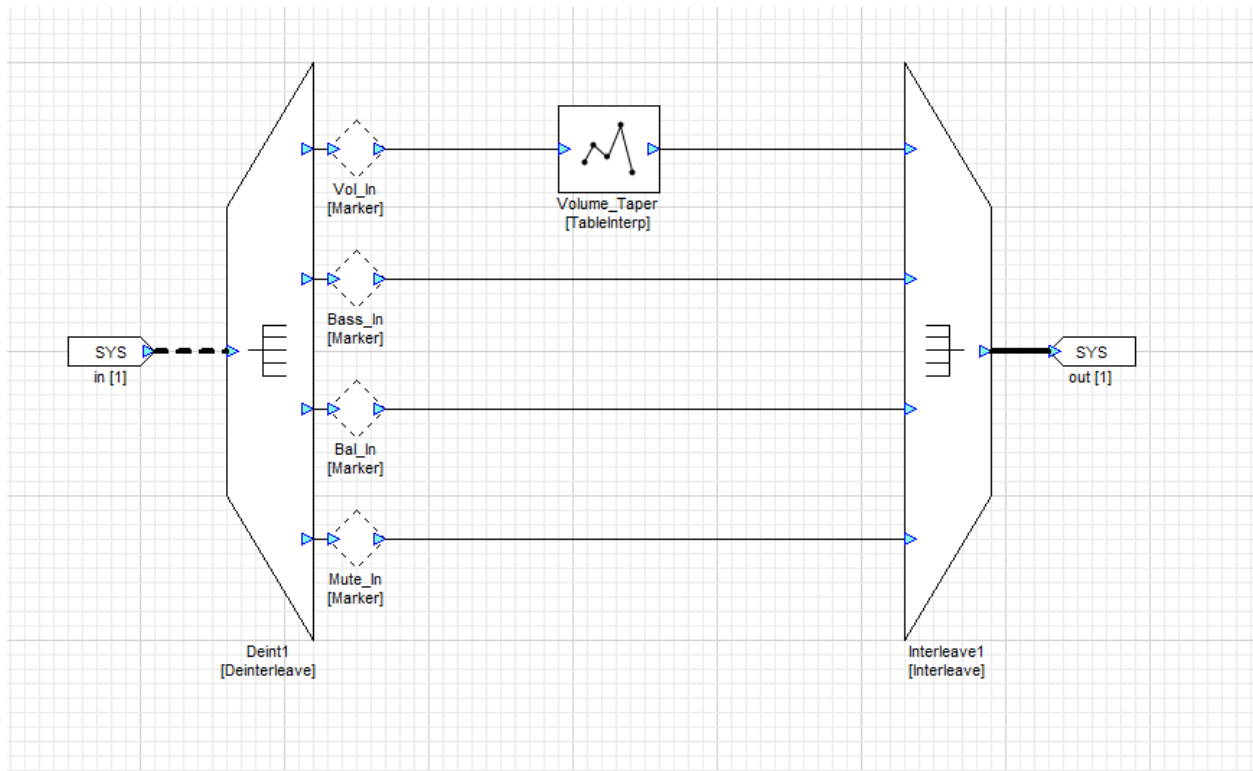 Vol_In
[Marker]
Volume_Taper
[TableInterp]
Bass_In
[Marker]
SYS
in [1]
SYS
out [1]
Bal_In
[Marker]
Mute_In
[Marker]
Deint1
[Deinterleave]
Interleave1
[Interleave]